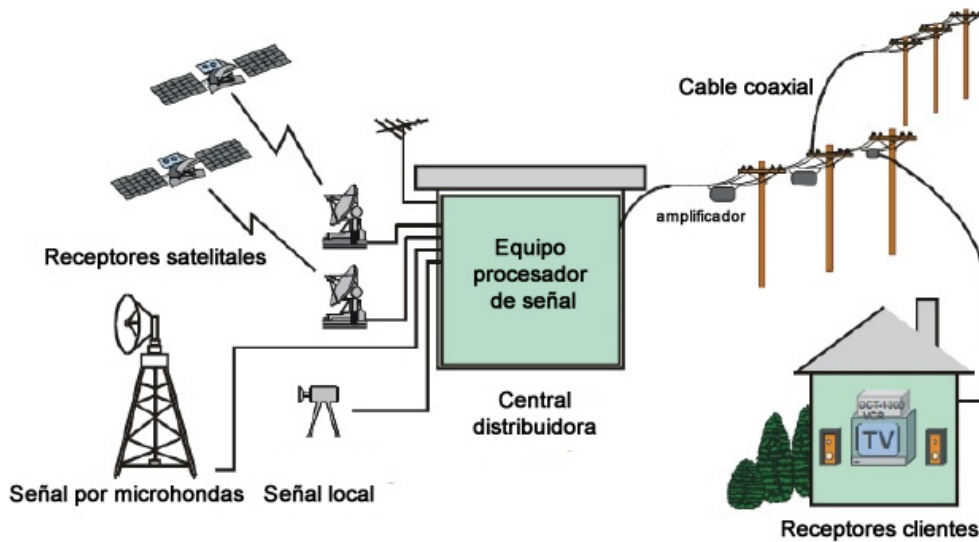 Cable coaxial
amplificador
Receptores satelitales
Equipo
procesador
de señal
Central
distribuidora
Señal por microhondas
Señal local
TV
Receptores clientes